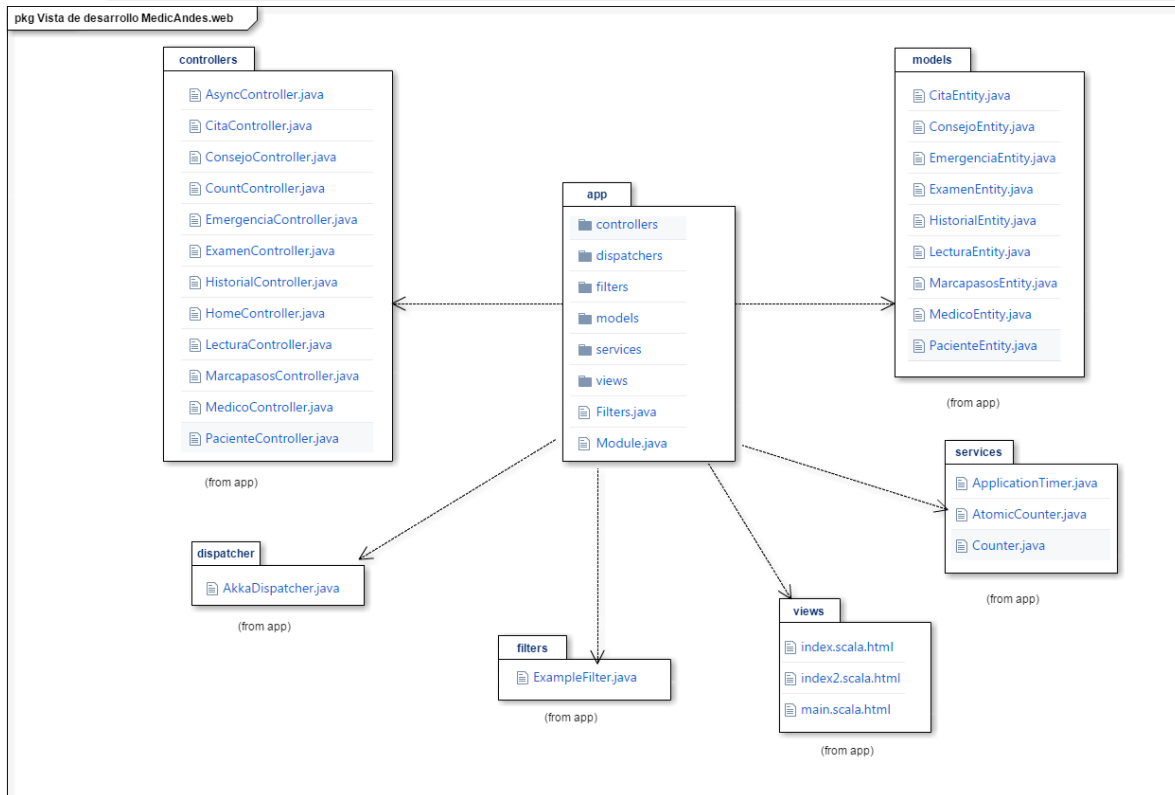 pkg Vista de desarrollo MedicAndes.web
controllers
AsyncController.java
CitaController.java
ConsejoController.java
CountController.java
EmergenciaController.java
ExamenController.java
HistorialController.java
HomeController.java
LecturaController.java
MarcapasosController.java
MedicoController.java
PacienteController.java
(from app)
app
controllers
dispatchers
filters
models
services
views
Filters.java
Module.java
models
CitaEntity.java
ConsejoEntity.java
EmergenciaEntity.java
ExamenEntity.java
HistorialEntity.java
LecturaEntity.java
MarcapasosEntity.java
MedicoEntity.java
PacienteEntity.java
(from app)
services
ApplicationTimer.java
AtomicCounter.java
Counter.java
(from app)
dispatcher
AkkaDispatcher.java
(from app)
filters
ExampleFilter.java
(from app)
views
index.scala.html
index2.scala.html
main.scala.html
(from app)